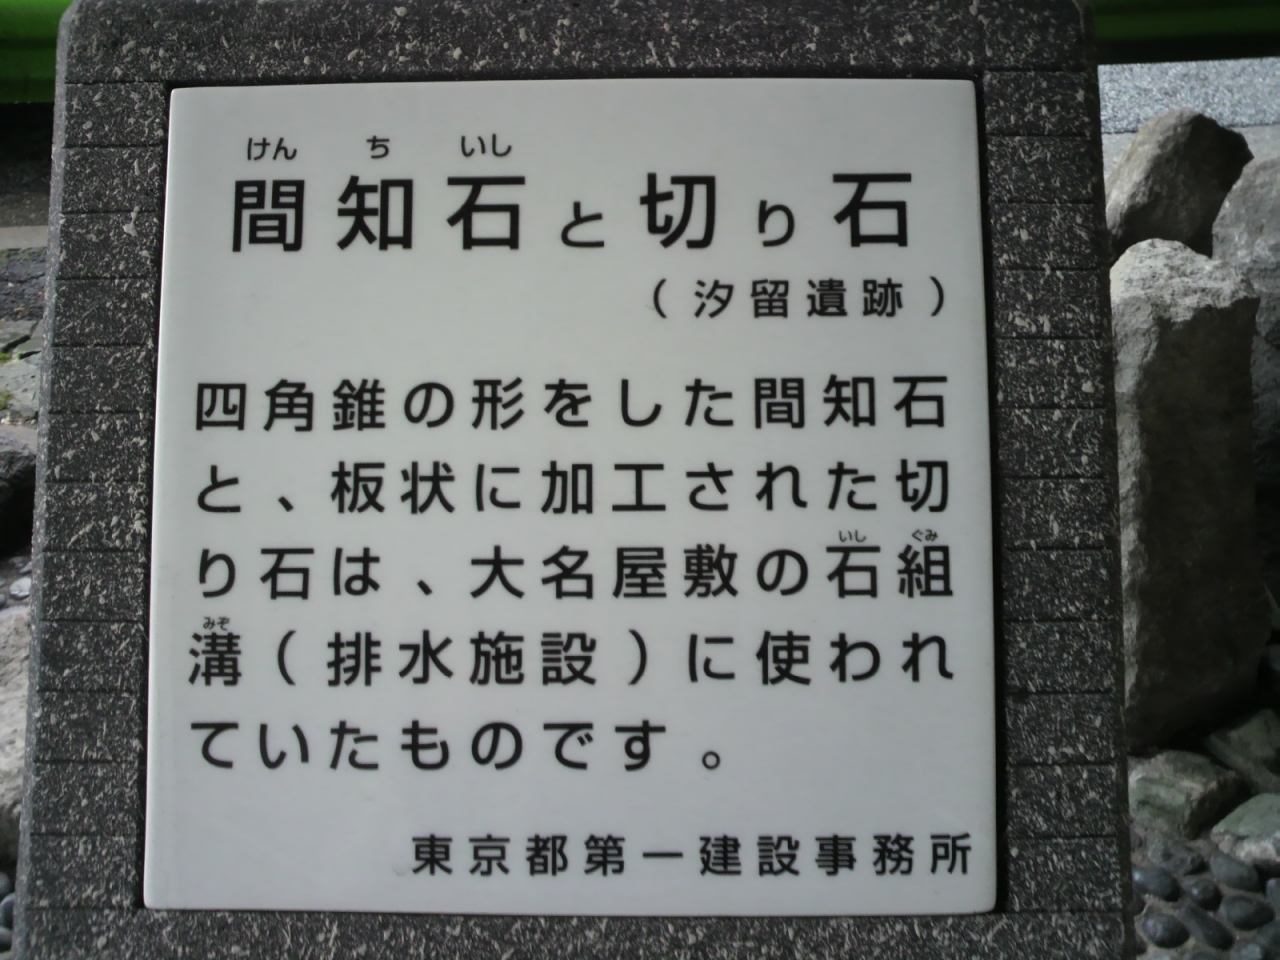 けん ち いし
間知石と切り石
（汐留遺跡）
四角錐の形をした間知石
と、板状に加工された切
り石は、大名屋敷の石組
いし ぐみ
溝（排水施設）に使われ
みぞ
ていたものです。
東京都第一建設事務所